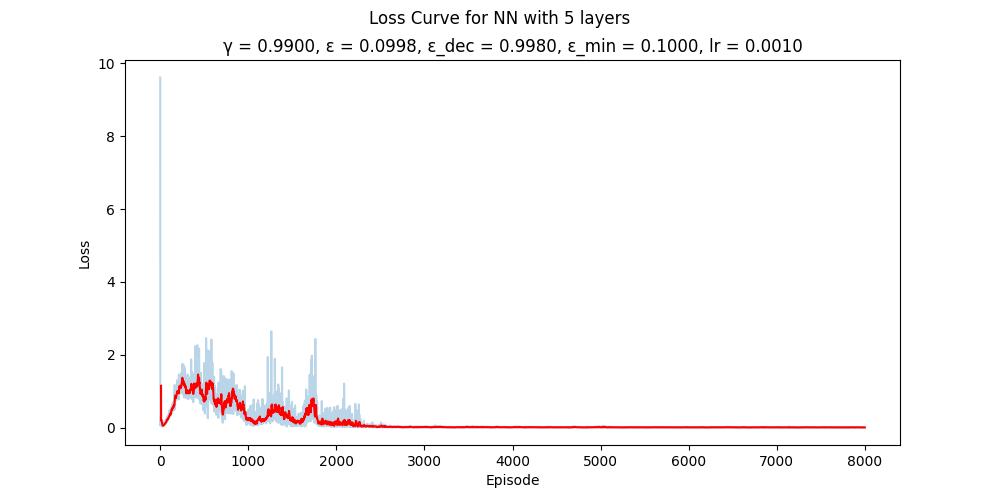 Loss Curve for NN with 5 layers
γ = 0.9900, ε = 0.0998, ε_dec = 0.9980, ε_min = 0.1000, lr = 0.0010
10
8
6
4
2
0
Loss
0 1000 2000 3000 4000 5000 6000 7000 8000
Episode